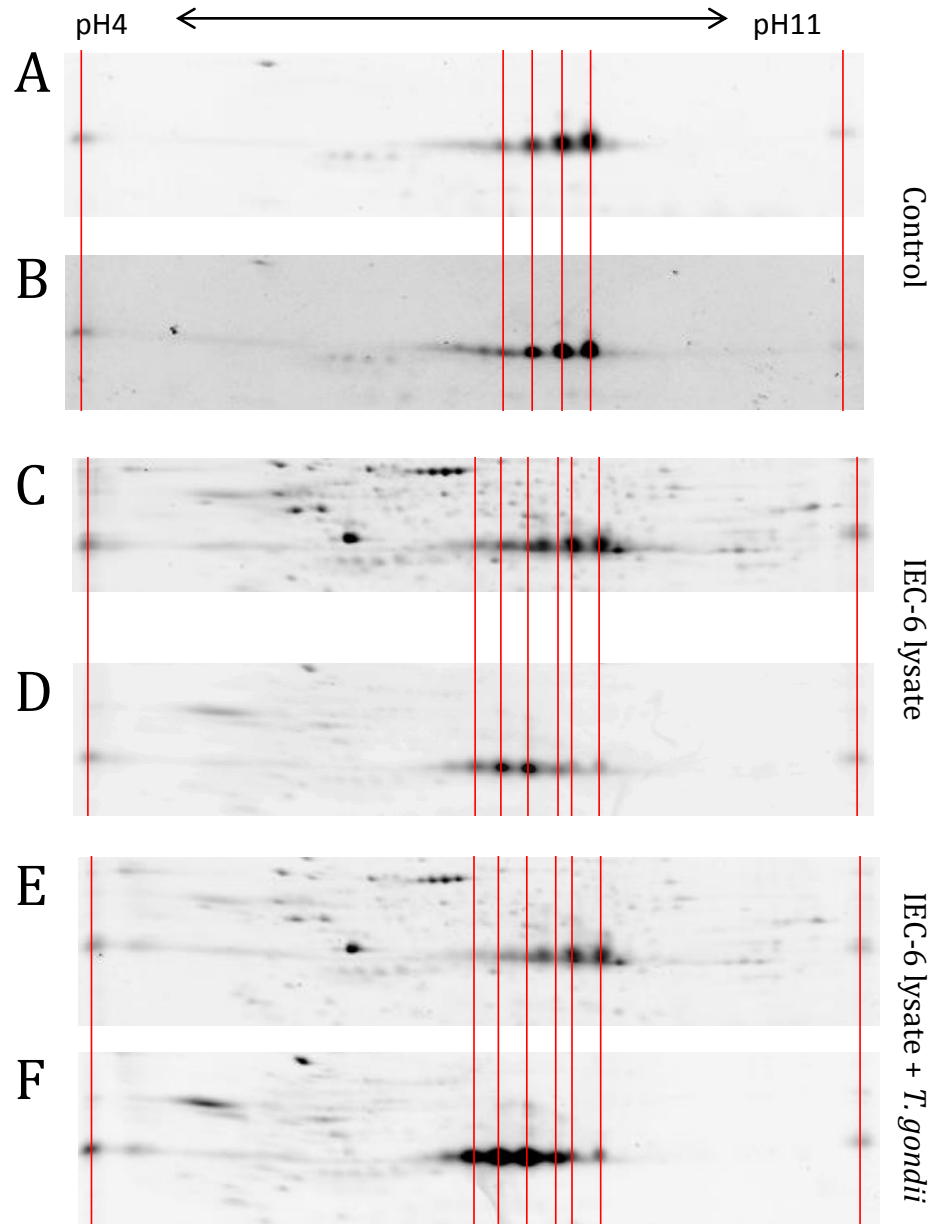 pH4
pH11
A
B
Control
C
D
IEC-6 lysate
E
F
IEC-6 lysate + T. gondii